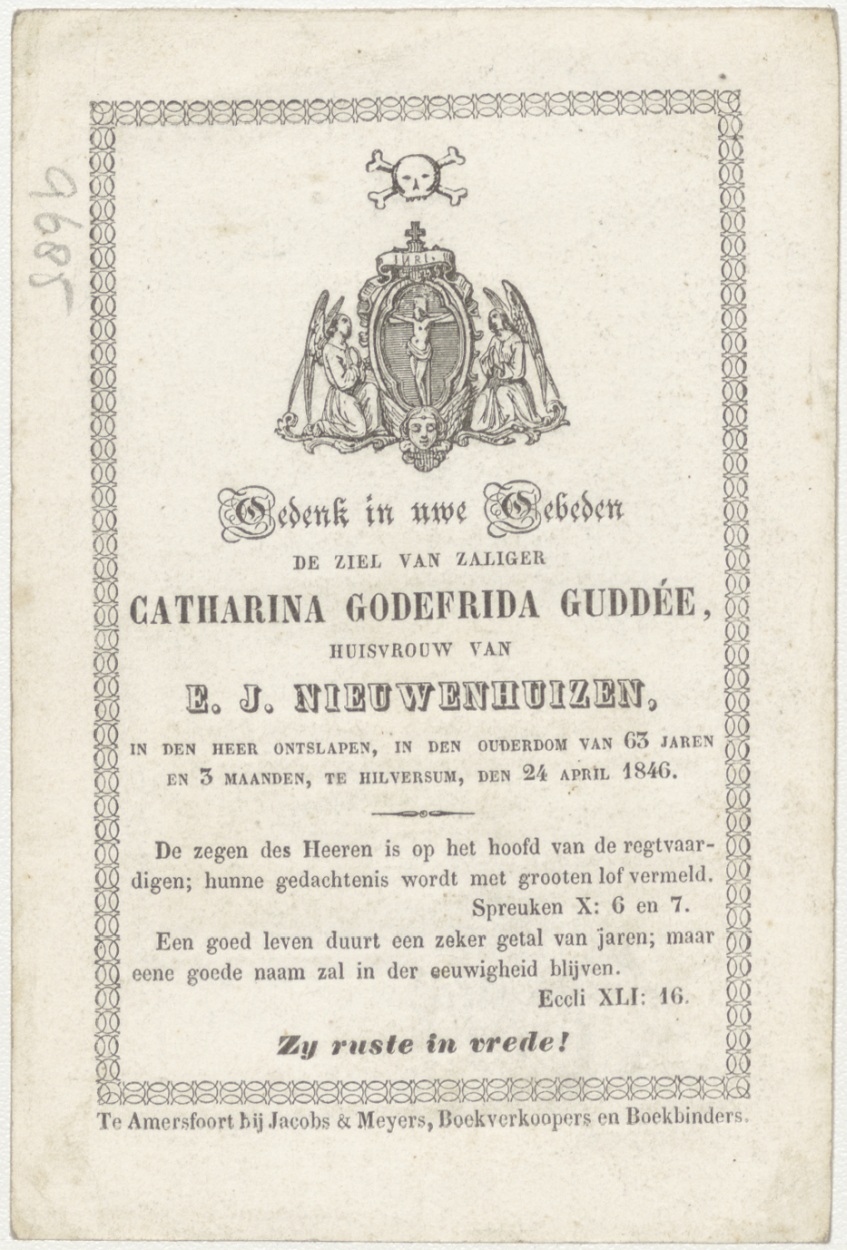 9685
INRI.
Gedenk in uwe Gebeden
DE ZIEL VAN ZALIGER
CATHARINA GODEFRIDA GUDDÉE,
HUISVROUW VAN
E. J. NIEUWENHUIZEN,
IN DEN HEER ONTSLAPEN, IN DEN OUDERDOM VAN 63 JAREN
EN 3 MAANDEN, TE HILVERSUM, DEN 24 APRIL 1846.
De zegen des Heeren is op het hoofd van de regtvaar-
digen; hunne gedachtenis wordt met grooten lof vermeld.
Spreuken X: 6 en 7.
Een goed leven duurt een zeker getal van jaren; maar
eene goede naam zal in der eeuwigheid blijven.
Eccli XLI: 16.
Zy ruste in vrede!
Te Amersfoort bij Jacobs & Meyers, Boekverkoopers en Boekbinders.